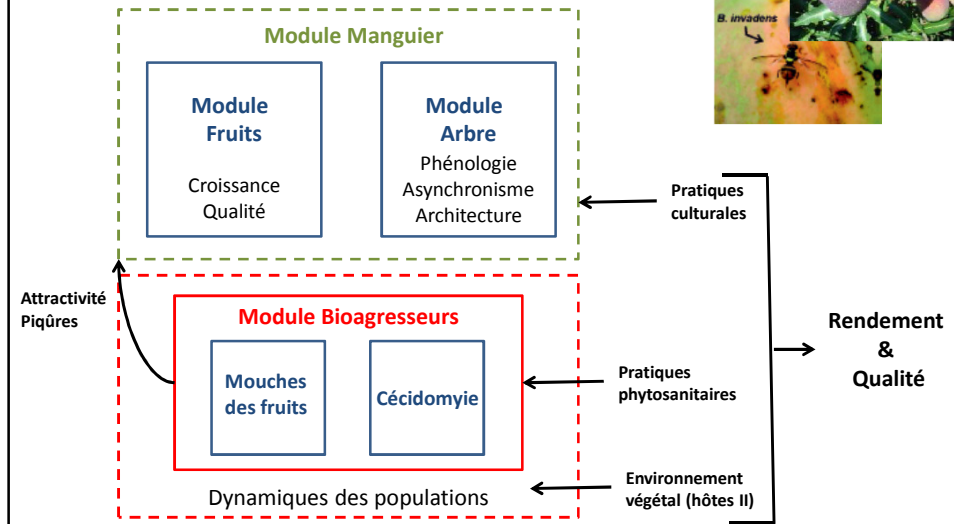 B. invadens
Module Manguier
Module
Fruits
Croissance
Qualité
Module
Arbre
Phénologie
Asynchronisme
Architecture
Pratiques
culturales
Attractivité
Piqûres
Module Bioagresseurs
Mouches
des fruits
Cécidomyie
Pratiques
phytosanitaires
Dynamiques des populations
Environnement
végétal (hôtes II)
Rendement
&
Qualité